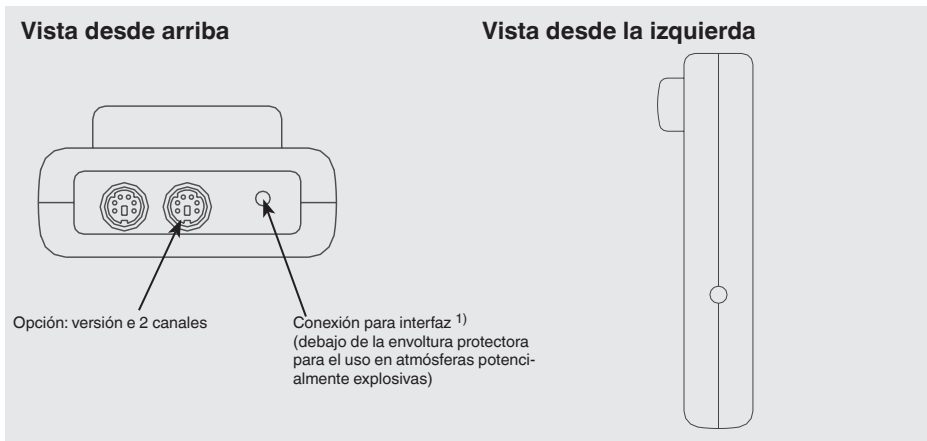 Vista desde arriba
Vista desde la izquierda
Opción: versión e 2 canales
Conexión para interfaz 1)
(debajo de la envoltura protectora
para el uso en atmósferas potenci-
almente explosivas)